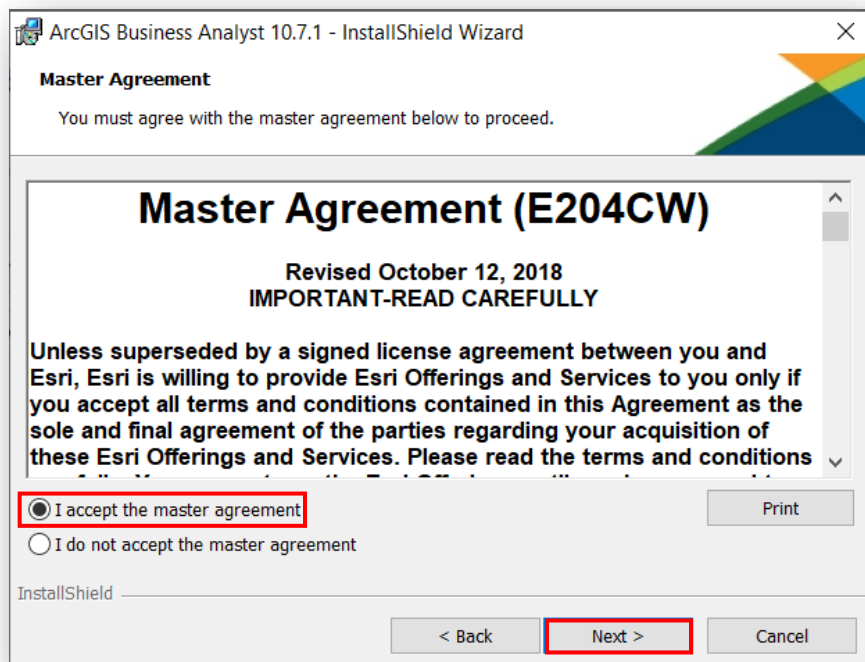 ArcGIS Business Analyst 10.7.1 - InstallShield Wizard
Master Agreement
You must agree with the master agreement below to proceed.
Master Agreement (E204CW)
Revised October 12, 2018
IMPORTANT-READ CAREFULLY
Unless superseded by a signed license agreement between you and
Esri, Esri is willing to provide Esri Offerings and Services to you only if
you accept all terms and conditions contained in this Agreement as the
sole and final agreement of the parties regarding your acquisition of
these Esri Offerings and Services. Please read the terms and conditions
I accept the master agreement
Print
I do not accept the master agreement
InstallShield
< Back
Next >
Cancel